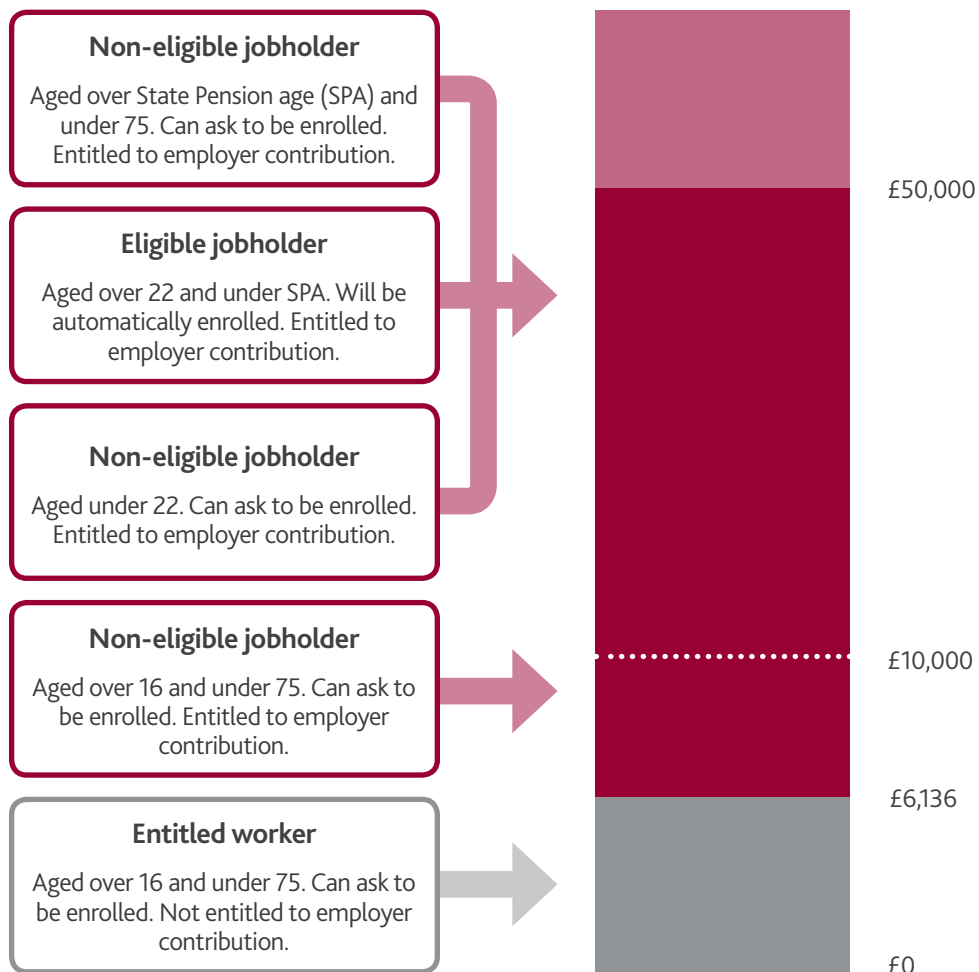 Non-eligible jobholder
Aged over State Pension age (SPA) and
under 75. Can ask to be enrolled.
Entitled to employer contribution.
£50,000
Eligible jobholder
Aged over 22 and under SPA. Will be
automatically enrolled. Entitled to
employer contribution.
Non-eligible jobholder
Aged under 22. Can ask to be enrolled.
Entitled to employer contribution.
Non-eligible jobholder
£10,000
Aged over 16 and under 75. Can ask to
be enrolled. Entitled to employer
contribution.
£6,136
Entitled worker
Aged over 16 and under 75. Can ask to
be enrolled. Not entitled to employer
contribution.
£0